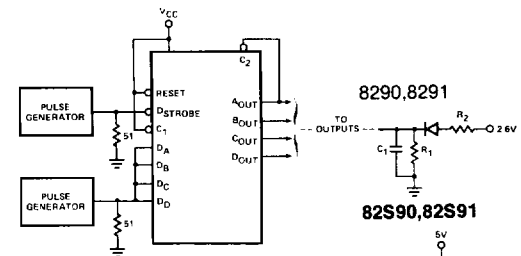 VCC
C2
PULSE GENERATOR
RESET
DSTROBE
C1
51
DA
DB
DC
DD
PULSE GENERATOR
51
AOUT
BOUT
COUT
DOUT
TO OUTPUTS
8290,8291
R2
2 6V
C1
R1
82S90,82S91
5V